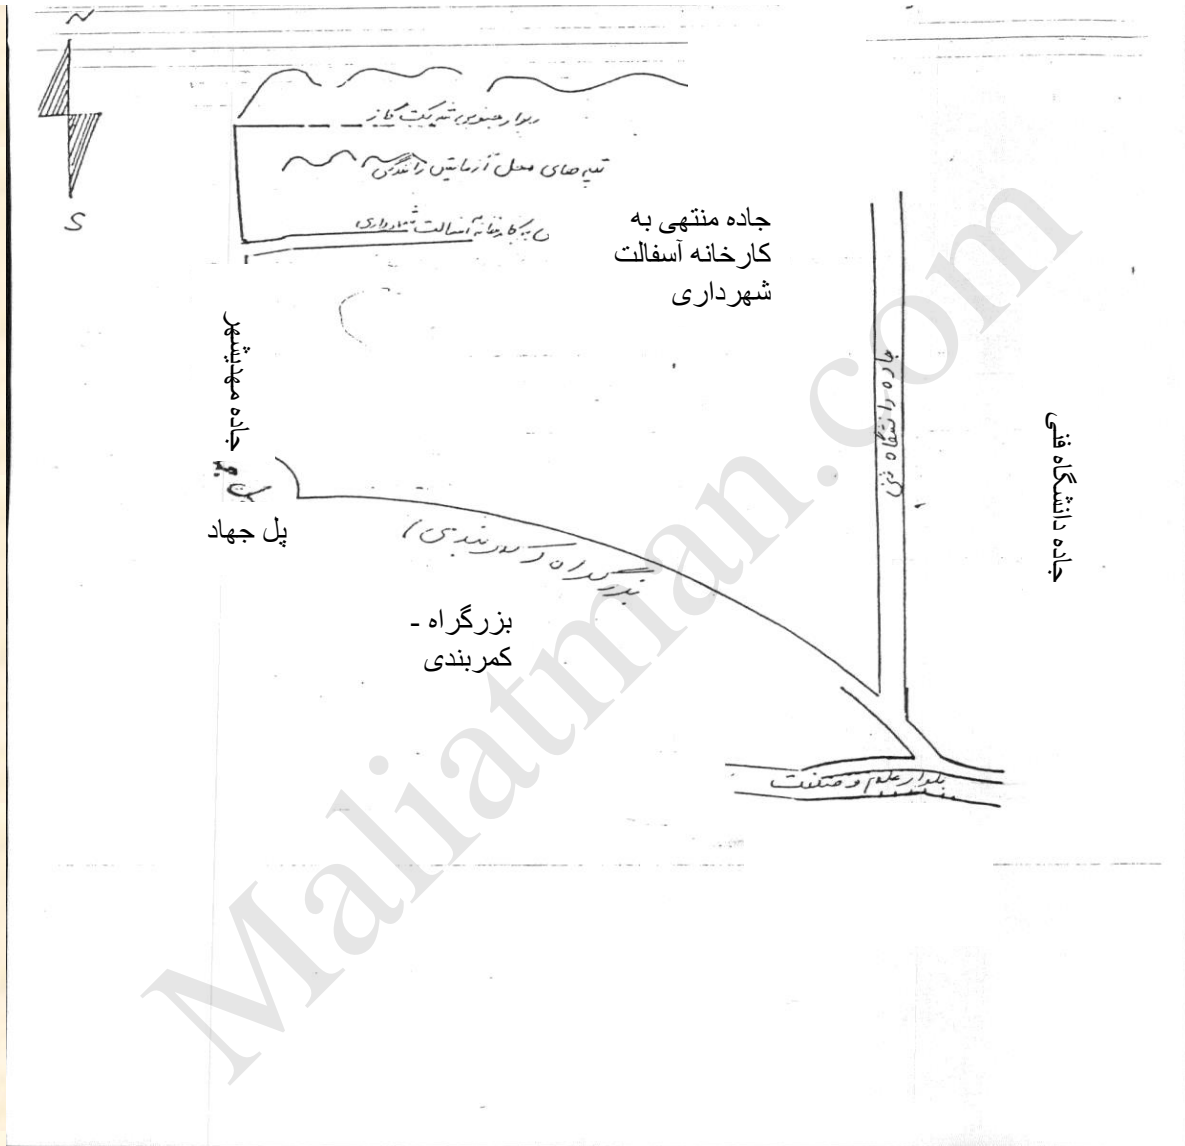 N
دیوار جنوبی شرکت گاز
تپه های محل آزمایش رانندگی
کارخانه آسفالت شهرداری
S
جاده منتهی به
کارخانه آسفالت
شهرداری
جاده مهدیشهر
جاده دانشگاه فنی
جاده دانشگاه فنی
پل جهاد
بزرگراه (کمربندی)
بزرگراه -
کمربندی
بلوار علم و صنعت
Maliatman.com